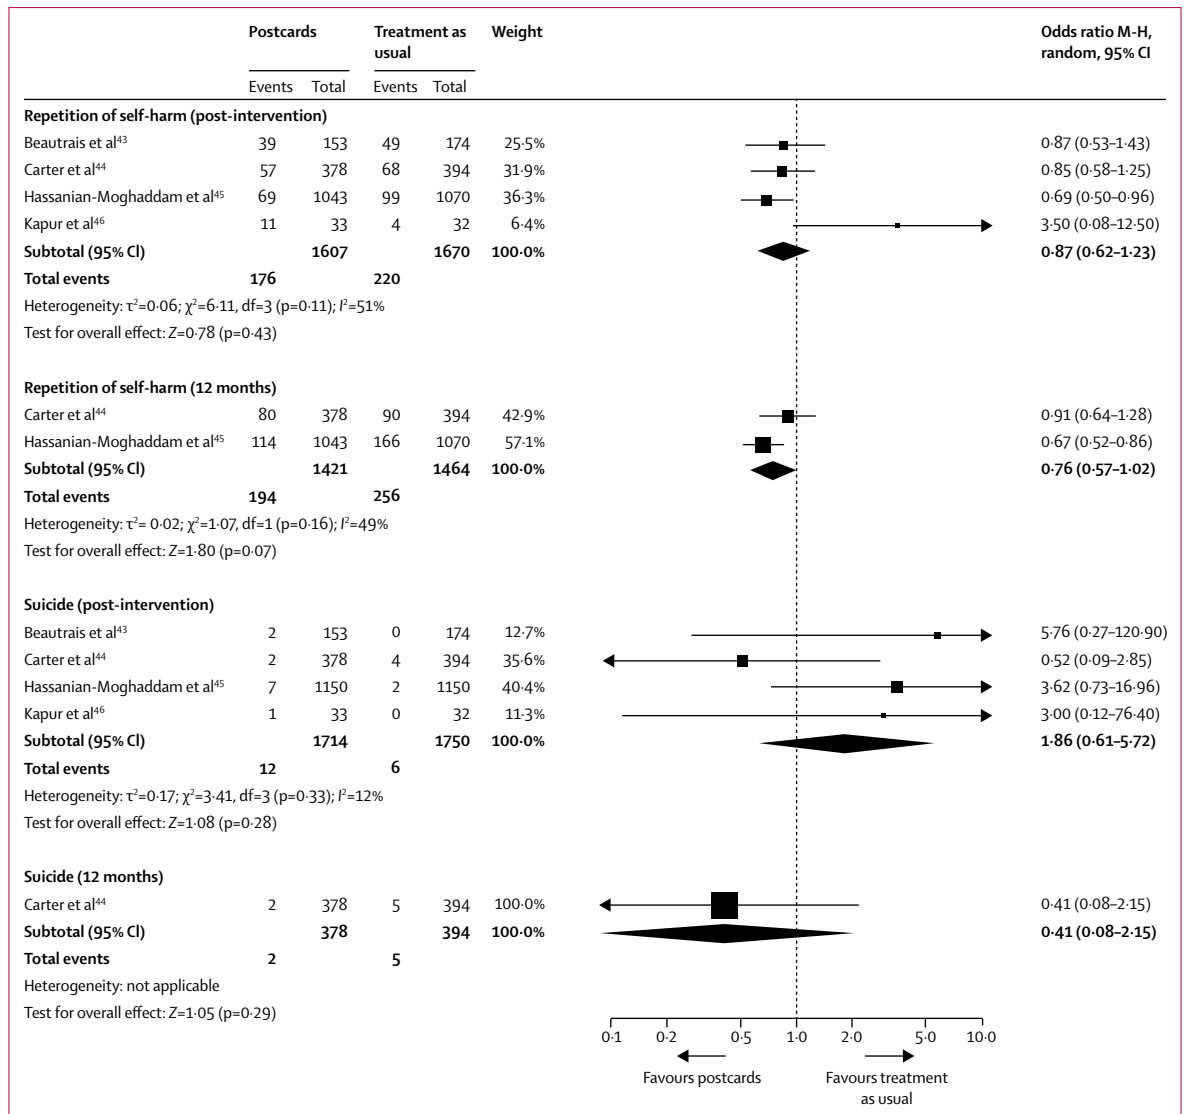 Postcards Treatment as usual Weight Odds ratio M-H, random, 95% CI
Events Total Events Total
Repetition of self-harm (post-intervention)
Beautrais et al43 39 153 49 174 25·5% 0·87 (0·53–1·43)
Carter et al44 57 378 68 394 31·9% 0·85 (0·58–1·25)
Hassanian-Moghaddam et al45 69 1043 99 1070 36·3% 0·69 (0·50–0·96)
Kapur et al46 11 33 4 32 6·4% 3·50 (0·08–12·50)
Subtotal (95% CI) 1607 1670 100·0% 0·87 (0·62–1·23)
Total events 176 220
Heterogeneity: τ²=0·06; χ²=6·11, df=3 (p=0·11); I²=51%
Test for overall effect: Z=0·78 (p=0·43)
Repetition of self-harm (12 months)
Carter et al44 80 378 90 394 42·9% 0·91 (0·64–1·28)
Hassanian-Moghaddam et al45 114 1043 166 1070 57·1% 0·67 (0·52–0·86)
Subtotal (95% CI) 1421 1464 100·0% 0·76 (0·57–1·02)
Total events 194 256
Heterogeneity: τ²= 0·02; χ²=1·07, df=1 (p=0·16); I²=49%
Test for overall effect: Z=1·80 (p=0·07)
Suicide (post-intervention)
Beautrais et al43 2 153 0 174 12·7% 5·76 (0·27–120·90)
Carter et al44 2 378 4 394 35·6% 0·52 (0·09–2·85)
Hassanian-Moghaddam et al45 7 1150 2 1150 40·4% 3·62 (0·73–16·96)
Kapur et al46 1 33 0 32 11·3% 3·00 (0·12–76·40)
Subtotal (95% CI) 1714 1750 100·0% 1·86 (0·61–5·72)
Total events 12 6
Heterogeneity: τ²=0·17; χ²=3·41, df=3 (p=0·33); I²=12%
Test for overall effect: Z=1·08 (p=0·28)
Suicide (12 months)
Carter et al44 2 378 5 394 100·0% 0·41 (0·08–2·15)
Subtotal (95% CI) 378 394 100·0% 0·41 (0·08–2·15)
Total events 2 5
Heterogeneity: not applicable
Test for overall effect: Z=1·05 (p=0·29)
0·1 0·2 0·5 1·0 2·0 5·0 10·0
Favours postcards Favours treatment as usual